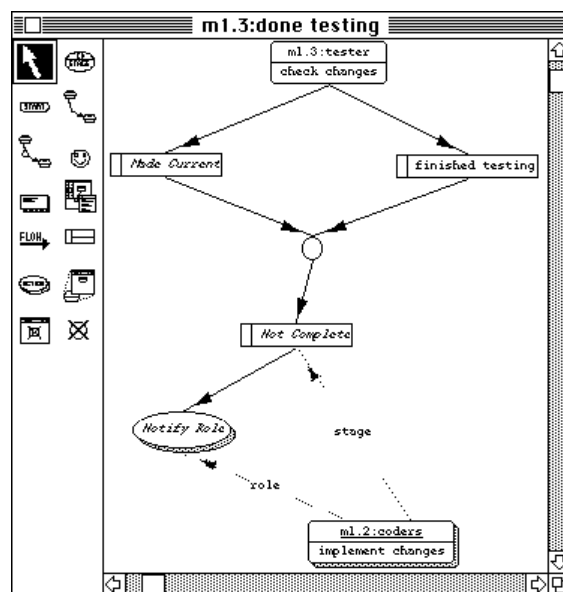 m1.3:done testing
m1.3:tester
check changes
START
Made Current
finished testing
FLOW
ACTION
Not Complete
Notify Role
stage
role
m1.2:coders
implement changes